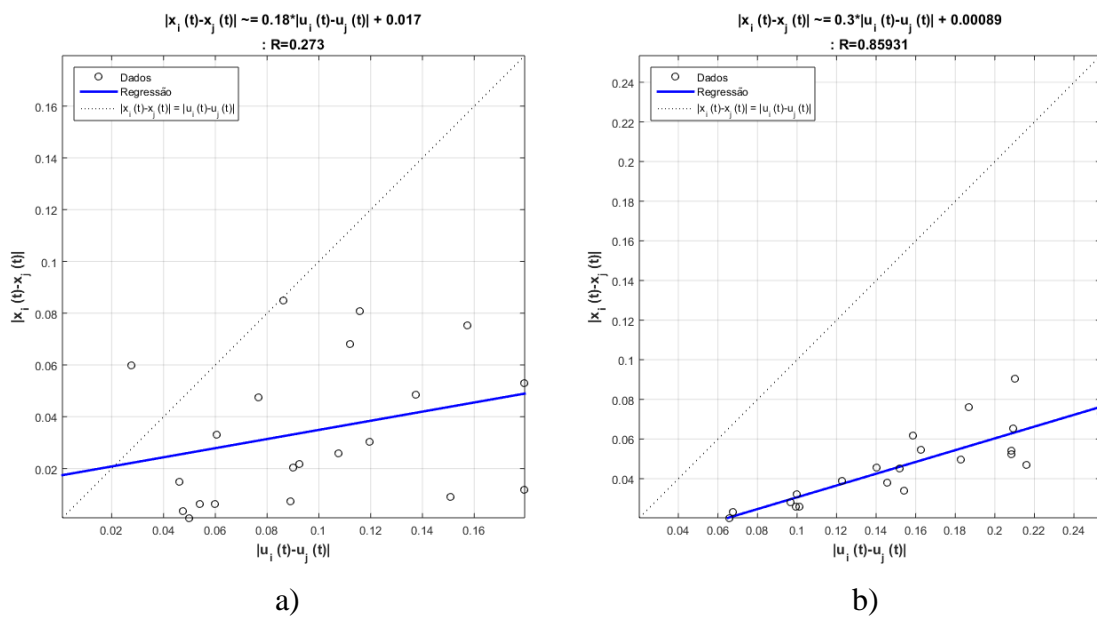 |x_i (t)-x_j (t)| ~= 0.18*|u_i (t)-u_j (t)| + 0.017
: R=0.273
Dados
Regressão
|x_i (t)-x_j (t)| = |u_i (t)-u_j (t)|
0.16
0.14
0.12
0.1
0.08
0.06
0.04
0.02
|x_i (t)-x_j (t)|
0.02 0.04 0.06 0.08 0.1 0.12 0.14 0.16
|u_i (t)-u_j (t)|
a)
|x_i (t)-x_j (t)| ~= 0.3*|u_i (t)-u_j (t)| + 0.00089
: R=0.85931
Dados
Regressão
|x_i (t)-x_j (t)| = |u_i (t)-u_j (t)|
0.24
0.22
0.2
0.18
0.16
0.14
0.12
0.1
0.08
0.06
0.04
|x_i (t)-x_j (t)|
0.04 0.06 0.08 0.1 0.12 0.14 0.16 0.18 0.2 0.22 0.24
|u_i (t)-u_j (t)|
b)